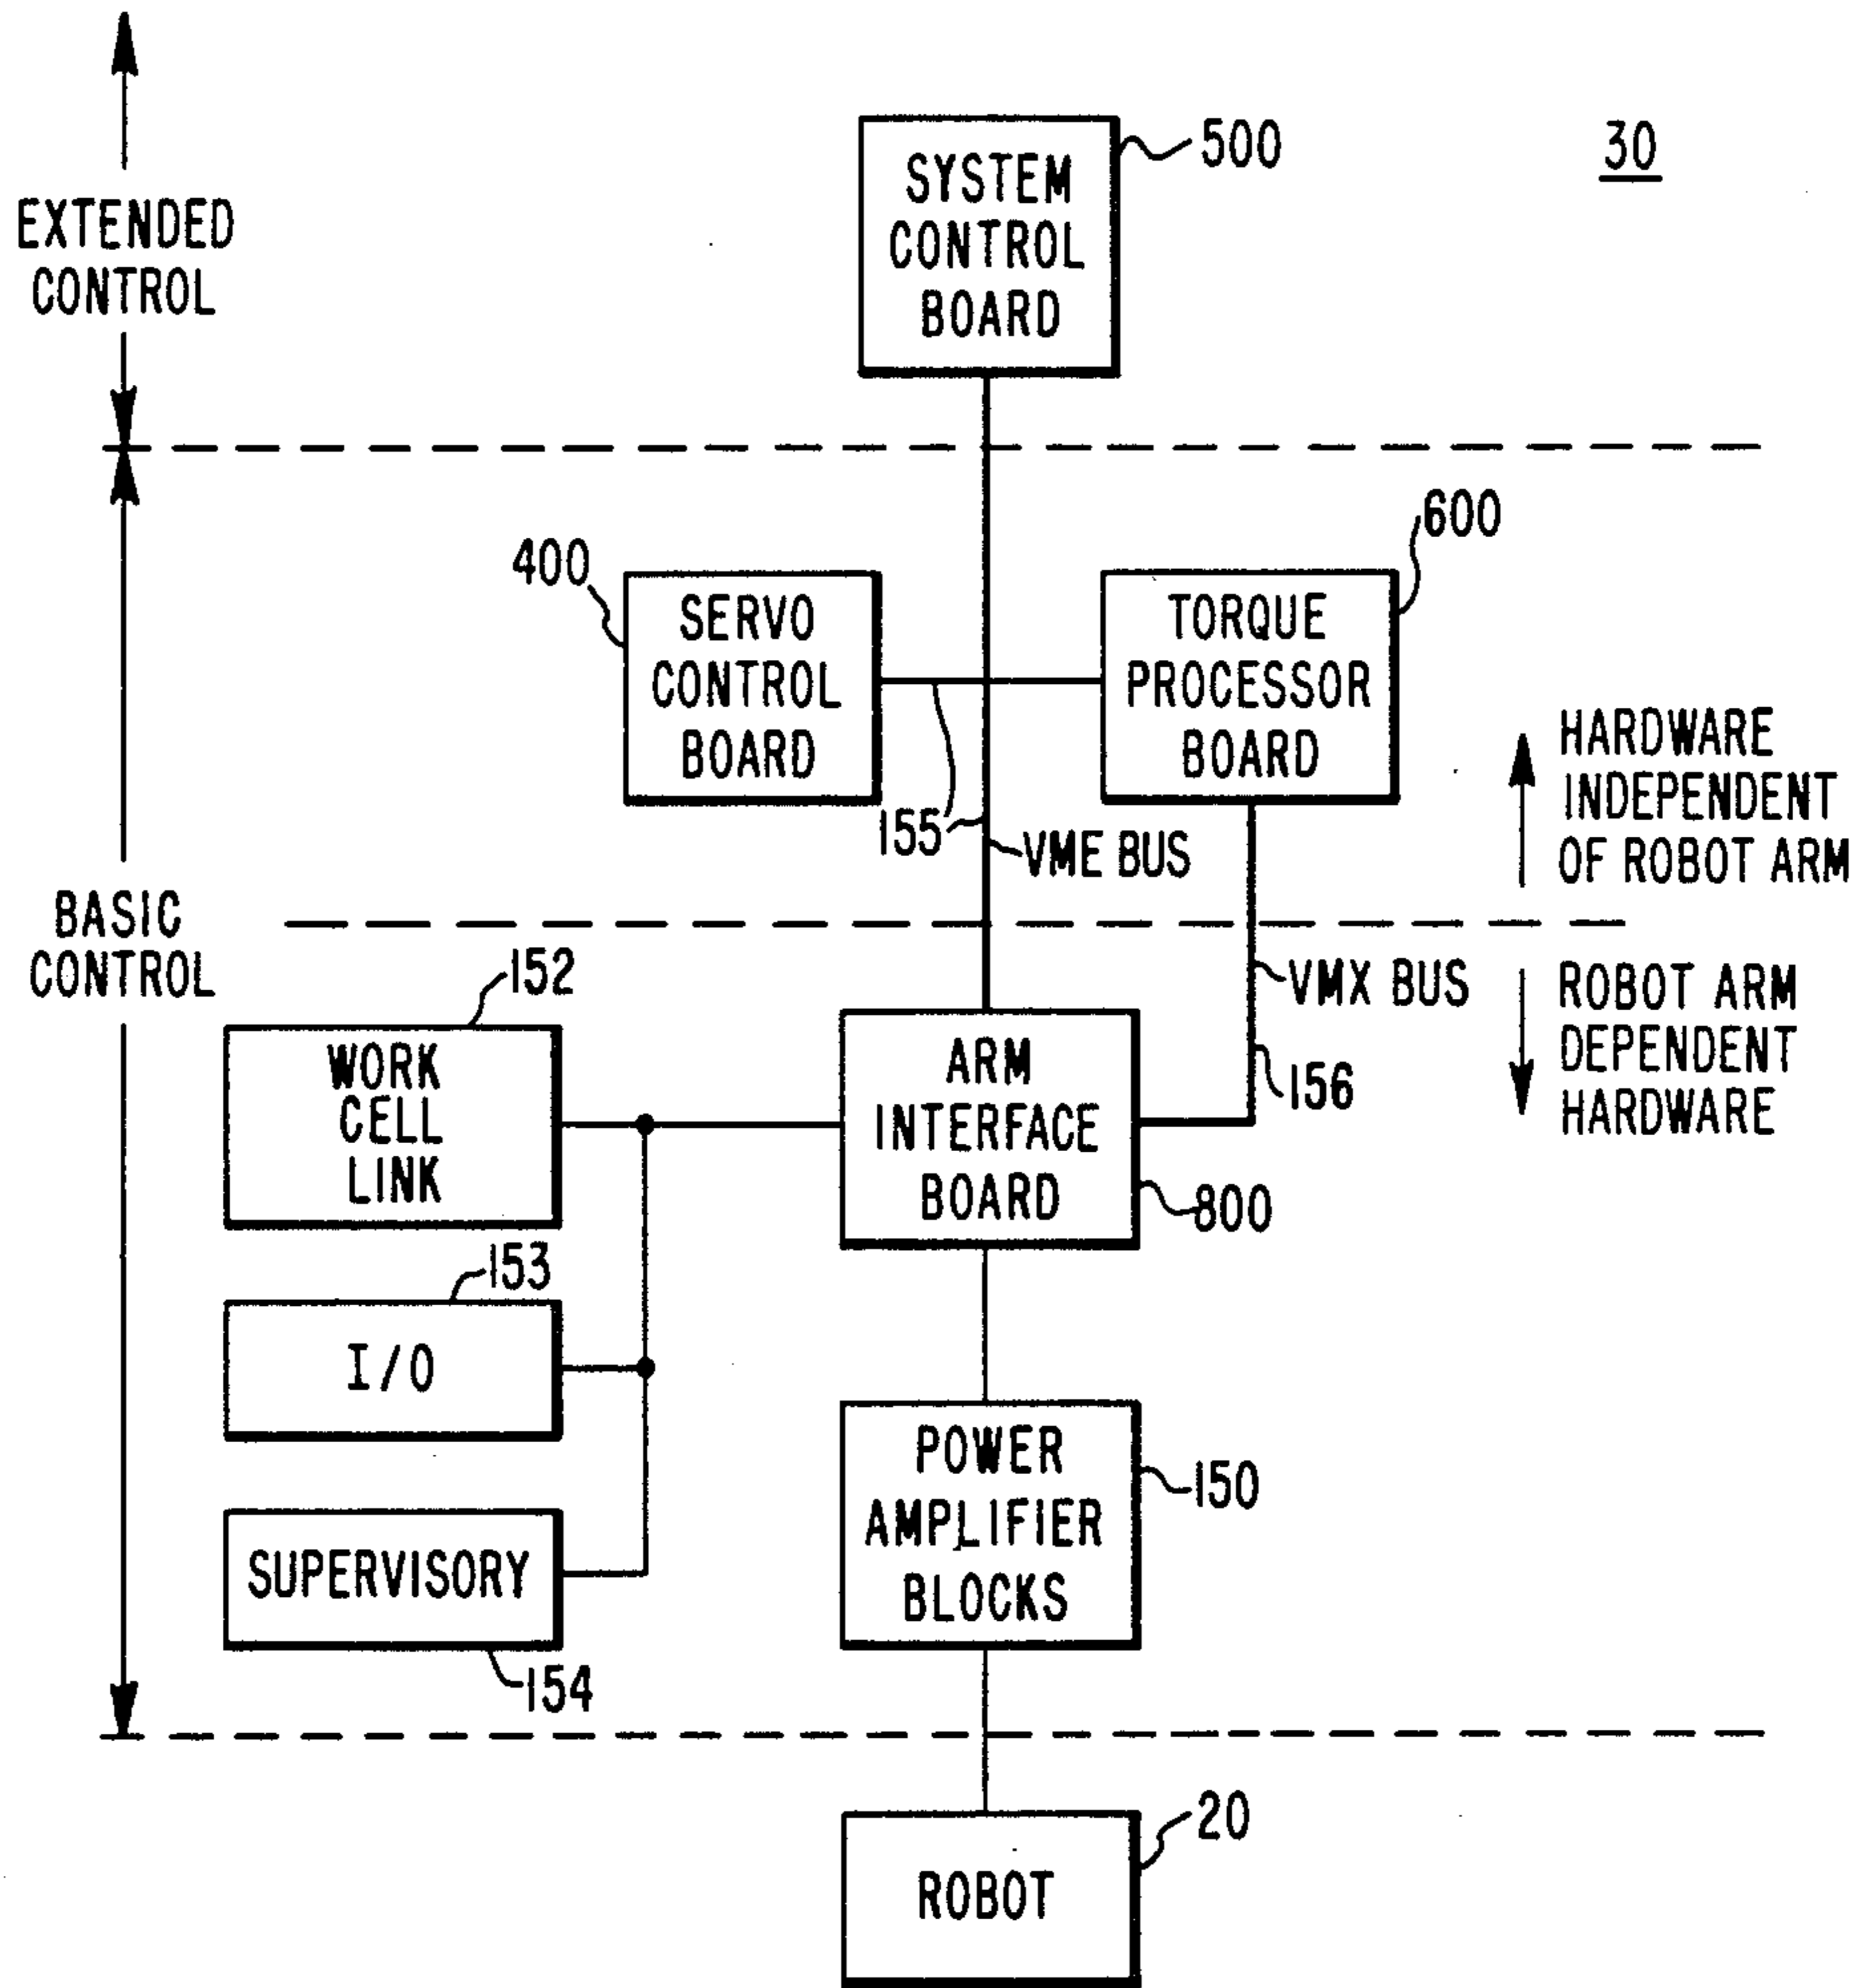 500
30
SYSTEM
CONTROL
BOARD
EXTENDED
CONTROL
600
400
SERVO
CONTROL
BOARD
TORQUE
PROCESSOR
BOARD
155
VME BUS
HARDWARE
INDEPENDENT
OF ROBOT ARM
BASIC
CONTROL
152
VMX BUS
ROBOT ARM
DEPENDENT
HARDWARE
WORK
CELL
LINK
ARM
INTERFACE
BOARD
156
800
153
I/O
POWER
AMPLIFIER
BLOCKS
150
SUPERVISORY
154
20
ROBOT